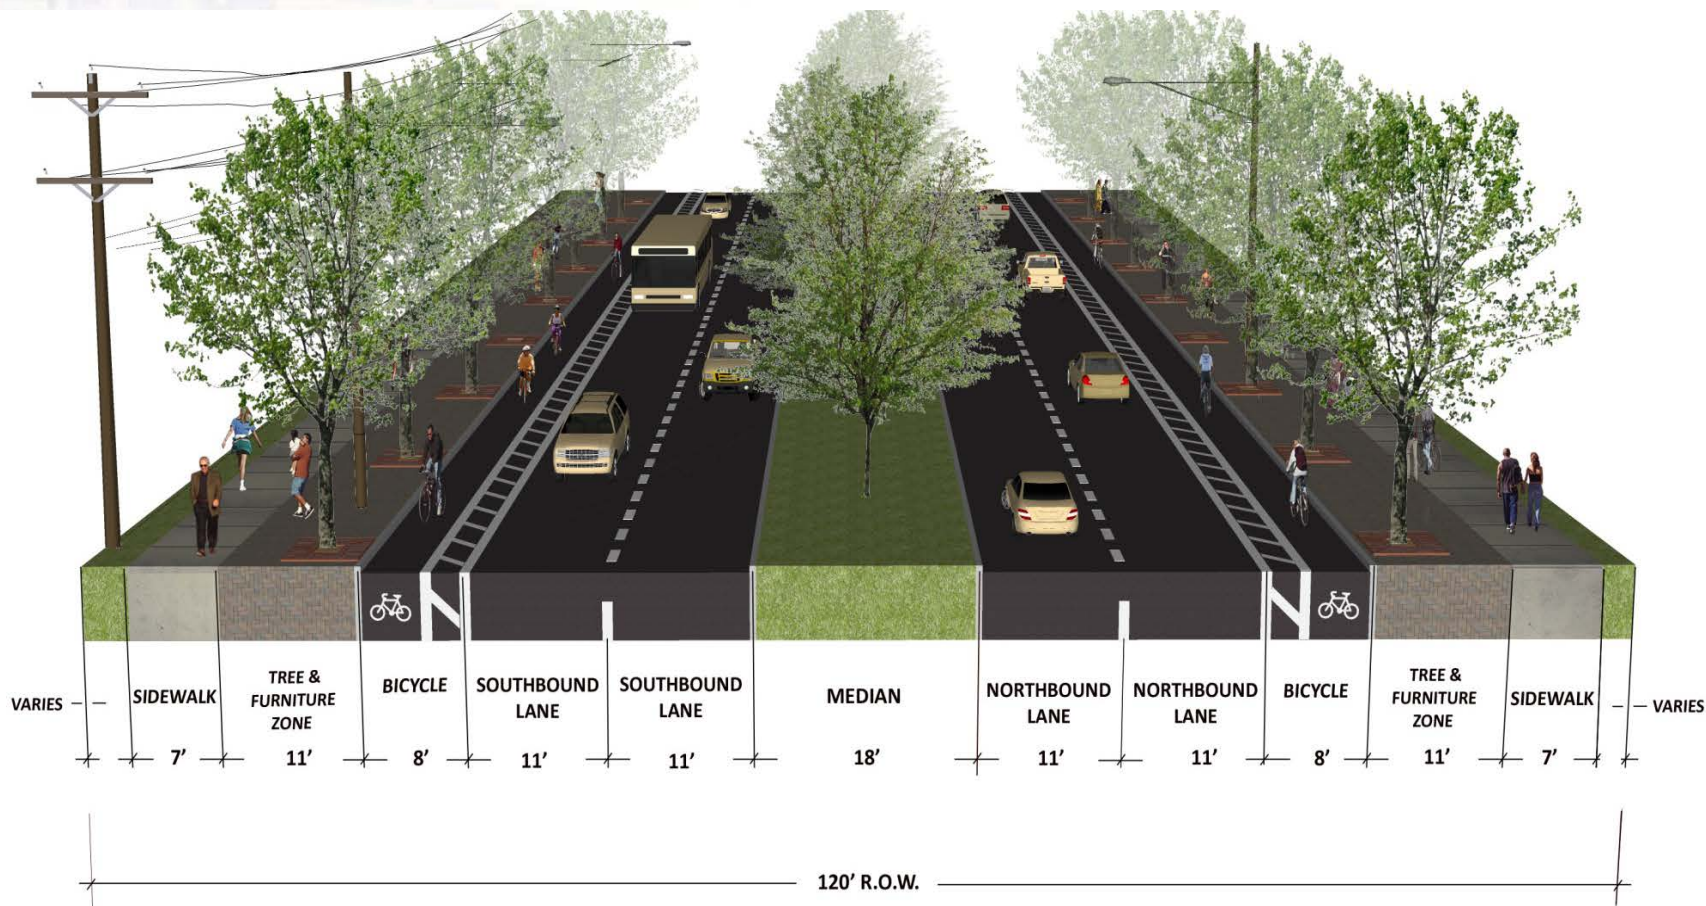 VARIES
SIDEWALK
TREE &
FURNITURE
ZONE
BICYCLE
SOUTHBOUND
LANE
SOUTHBOUND
LANE
MEDIAN
NORTHBOUND
LANE
NORTHBOUND
LANE
BICYCLE
TREE &
FURNITURE
ZONE
SIDEWALK
VARIES
7’
11’
8’
11’
11’
18’
11’
11’
8’
11’
7’
120’ R.O.W.